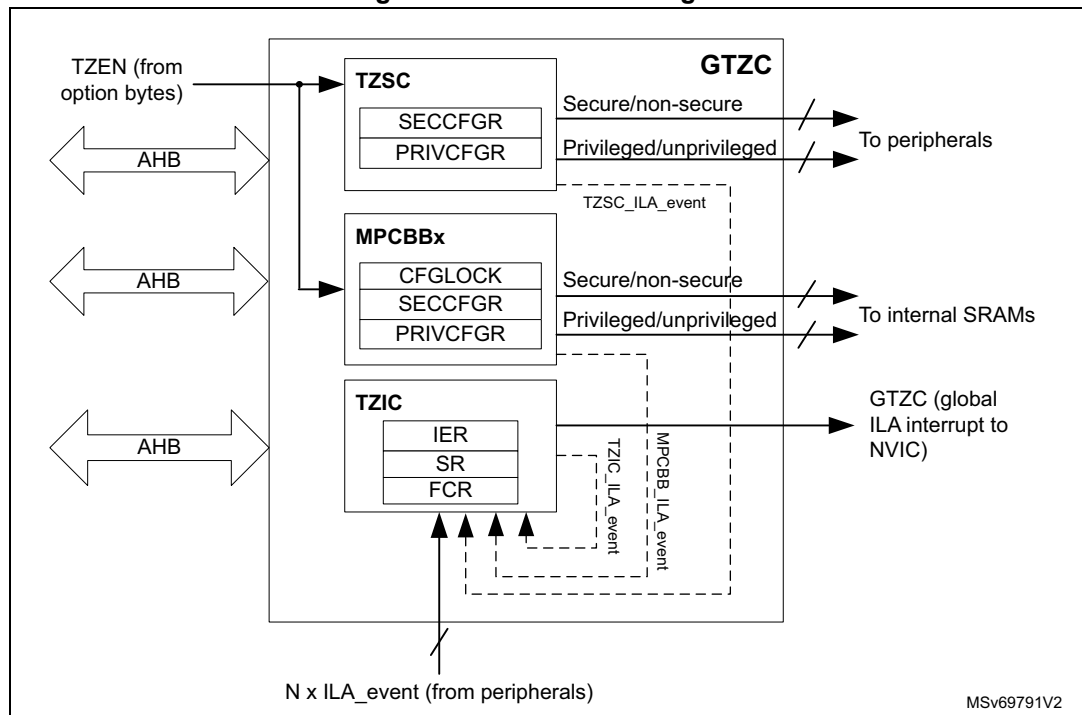 TZEN (from
option bytes)
GTZC
TZSC
SECCFGR
PRIVCFGR
Secure/non-secure
Privileged/unprivileged
To peripherals
AHB
TZSC_ILA_event
MPCBBx
CFGLOCK
SECCFGR
PRIVCFGR
Secure/non-secure
Privileged/unprivileged
To internal SRAMs
AHB
TZIC
IER
SR
FCR
TZIC_ILA_event
MPCBB_ILA_event
GTZC (global
ILA interrupt to
NVIC)
AHB
N x ILA_event (from peripherals)
MSv69791V2